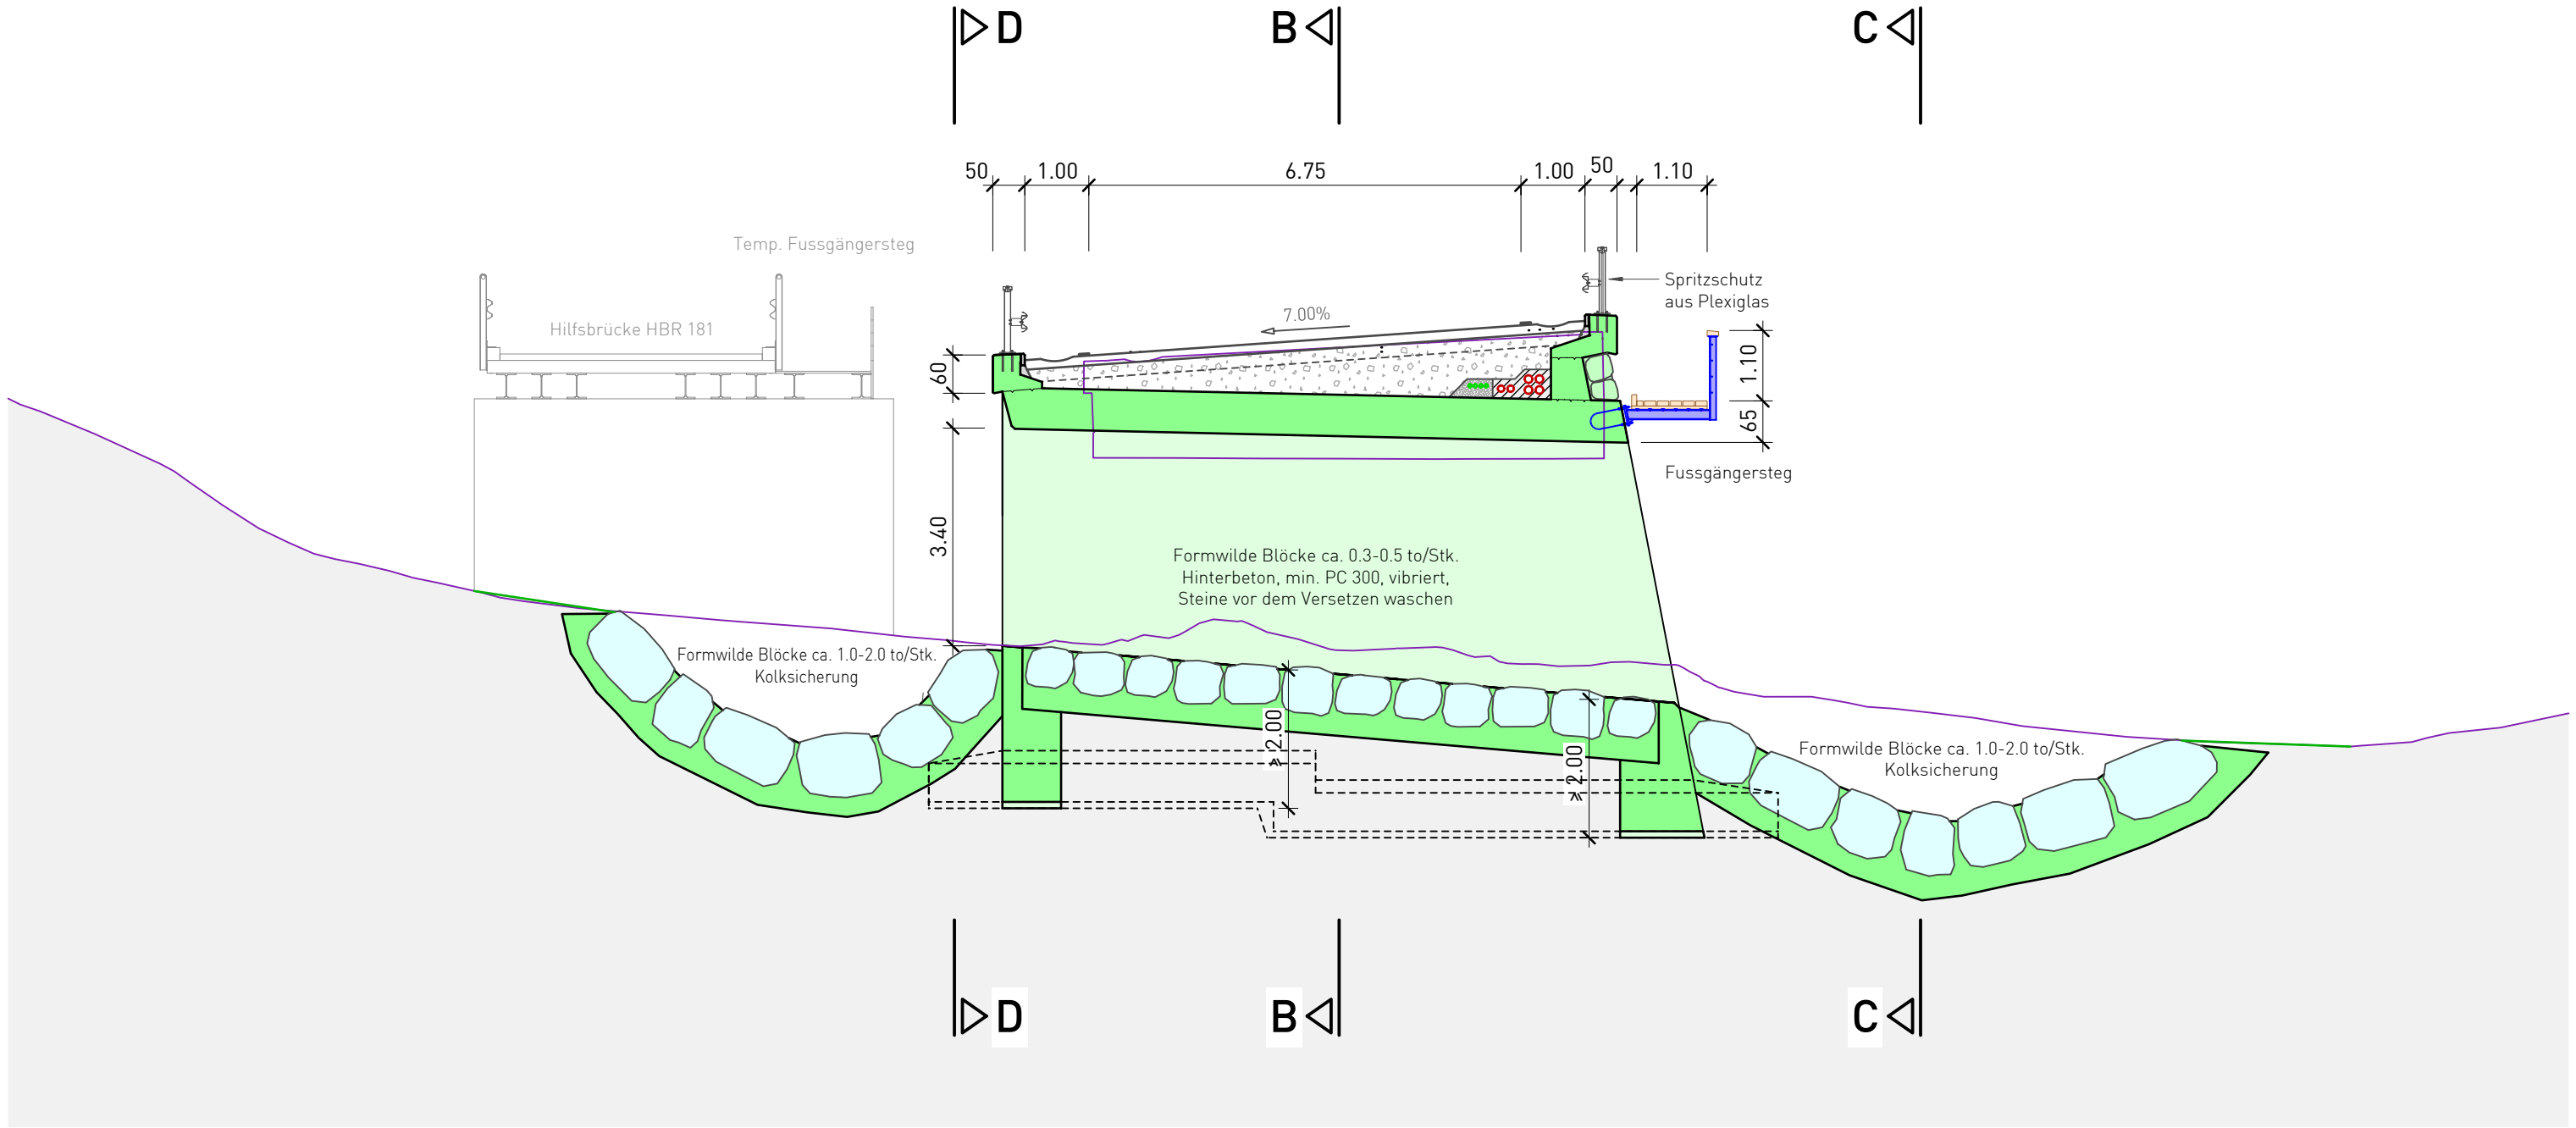 D
B
C
50
1.00
6.75
1.00
50
1.10
Temp. Fussgängersteg
Spritzschutz
aus Plexiglas
Hilfsbrücke HBR 181
7.00%
60
1.10
65
Fussgängersteg
3.40
Formwilde Blöcke ca. 0.3-0.5 to/Stk.
Hinterbeton, min. PC 300, vibriert,
Steine vor dem Versetzen waschen
Formwilde Blöcke ca. 1.0-2.0 to/Stk.
Kolksicherung
≥2.00
≥2.00
Formwilde Blöcke ca. 1.0-2.0 to/Stk.
Kolksicherung
D
B
C